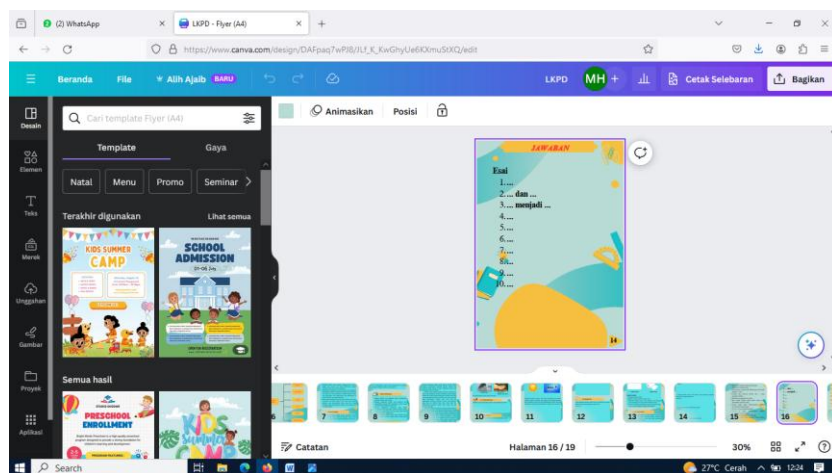 (2) WhatsApp
LKPD - Flyer (A4)
https://www.canva.com/design/DAFpaq7wPJ8/JLf_K_KwGhyUe6KXmuStXQ/edit
Beranda File Alih Ajaib BARU
LKPD MH Cetak Selebaran Bagikan
Desain
Elemen
Teks
Merek
Unggahan
Gambar
Proyek
Aplikasi
Cari template Flyer (A4)
Template Gaya
Natal Menu Promo Seminar
Terakhir digunakan Lihat semua
KIDS SUMMER
CAMP
SCHOOL
ADMISSION
Semua hasil
PRESCHOOL
ENROLLMENT
KIDS
Summer
CAMP
Animasikan Posisi
JAWABAN
Esai
1. ...
2. ... dan ...
3. ... menjadi ...
4. ...
5. ...
6. ...
7. ...
8. ...
9. ...
10. ...
14
6 7 8 9 10 11 12 13 14 15 16
Catatan Halaman 16 / 19 30%
Search 27°C Cerah 12:24